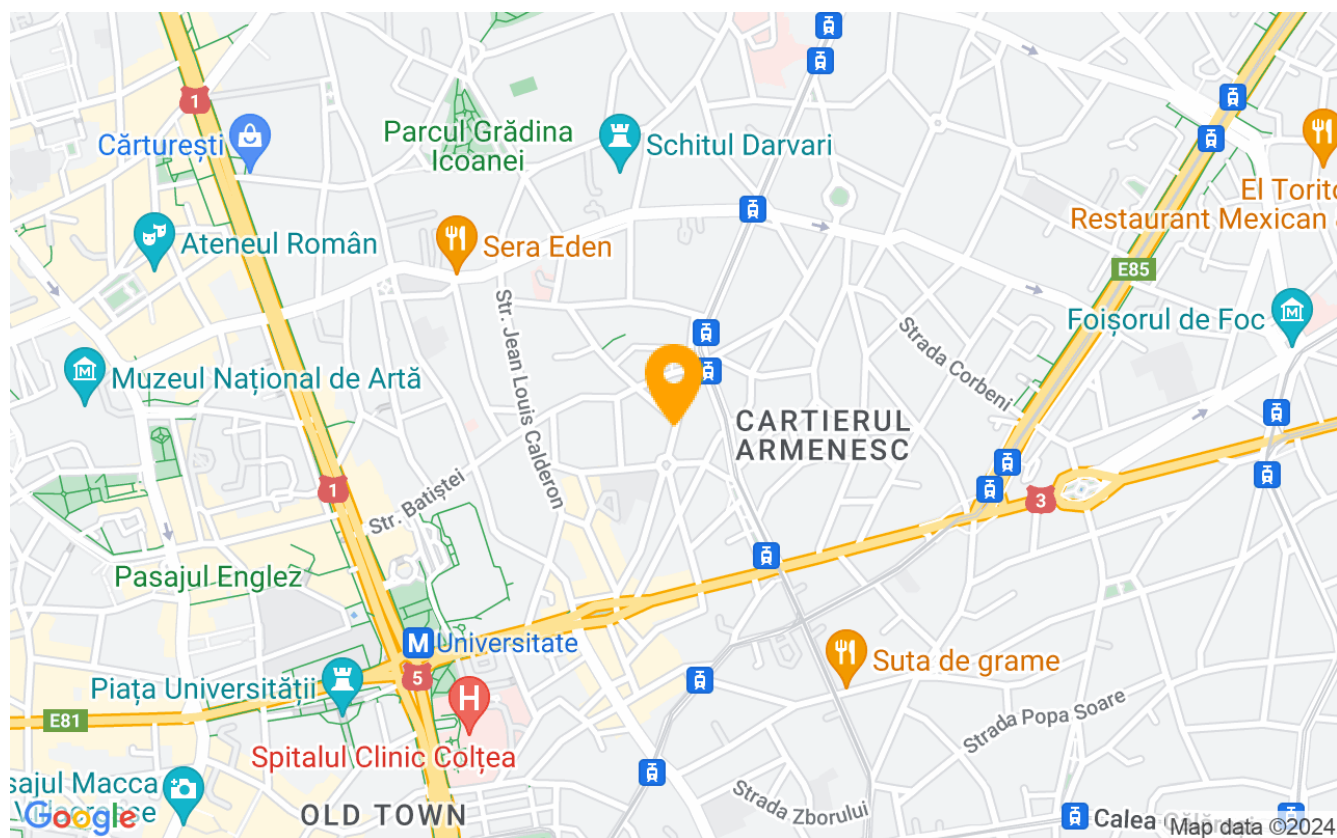 1
Cărturești
Parcul Grădina
Icoanei
Schitul Darvari
El Torito
Restaurant Mexican &
Ateneul Român
Sera Eden
E85
Foișorul de Foc
Str. Jean Louis Calderon
Strada Corbeni
Muzeul Național de Artă
CARTIERUL
ARMENESC
1
Str. Batiștei
3
Pasajul Englez
M Universitate
Suta de grame
5
Piața Universității
E81
H
Strada Popa Soare
Spitalul Clinic Colțea
sajul Macca
Google
OLD TOWN
Strada Zborului
Calea
Map data ©2024